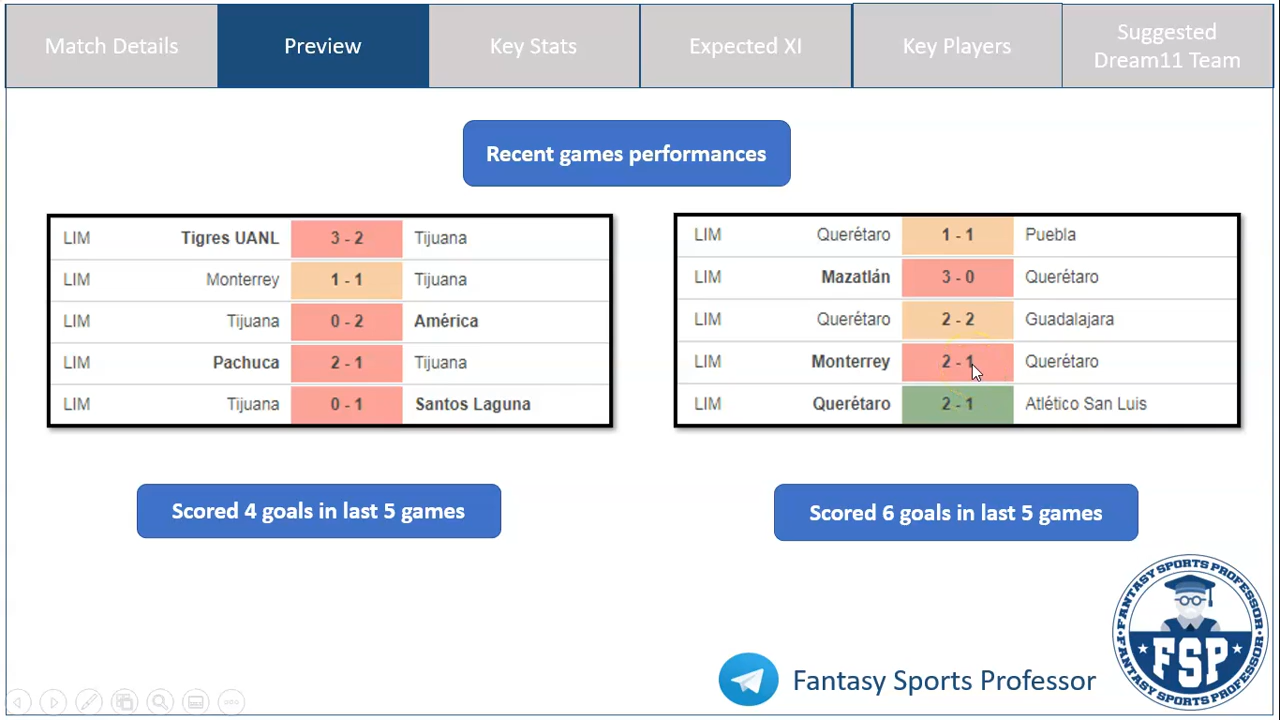 Match Details
Preview
Key Stats
Expected XI
Key Players
Suggested
Dream11 Team
Recent games performances
LIM Tigres UANL 3 - 2 Tijuana
LIM Monterrey 1 - 1 Tijuana
LIM Tijuana 0 - 2 América
LIM Pachuca 2 - 1 Tijuana
LIM Tijuana 0 - 1 Santos Laguna
LIM Querétaro 1 - 1 Puebla
LIM Mazatlán 3 - 0 Querétaro
LIM Querétaro 2 - 2 Guadalajara
LIM Monterrey 2 - 1 Querétaro
LIM Querétaro 2 - 1 Atlético San Luis
Scored 4 goals in last 5 games
Scored 6 goals in last 5 games
Fantasy Sports Professor
FANTASY SPORTS PROFESSOR
FSP
FANTASY SPORTS PROFESSOR